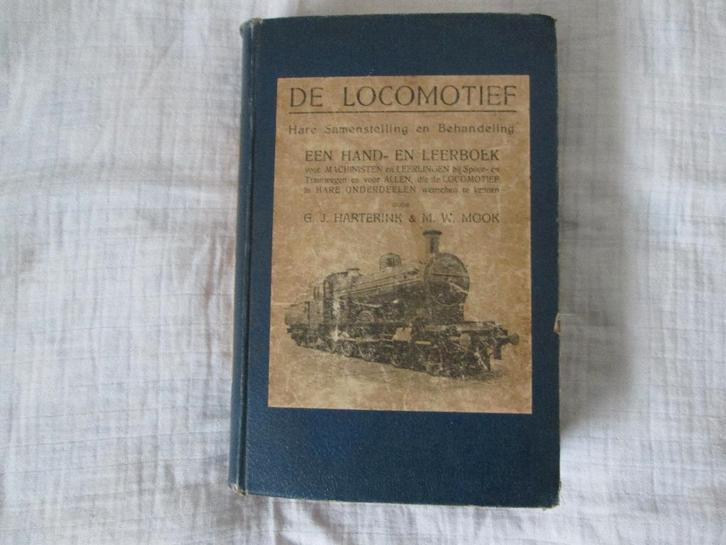 DE LOCOMOTIEF
Hare Samenstelling en Behandeling
EEN HAND- EN LEERBOEK
voor MACHINISTEN en LEERLINGEN bij Spoor- en
Tramwegen en voor ALLEN, die de LOCOMOTIEF
in HARE ONDERDEELEN wenschen te kennen
DOOR
G. J. HARTERINK & M. W. MOOK